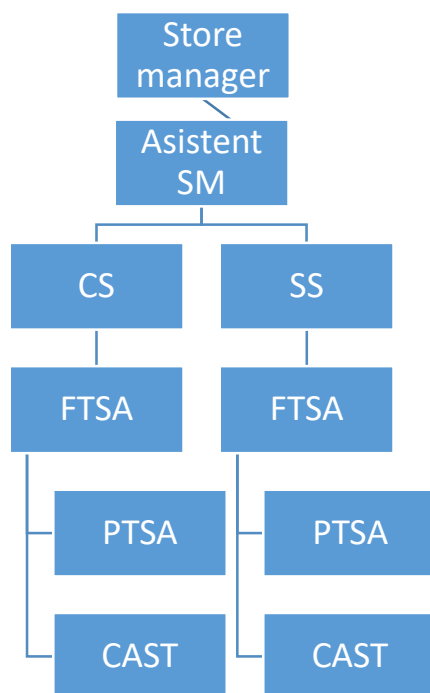 Store
manager
Asistent
SM
CS
SS
FTSA
FTSA
PTSA
PTSA
CAST
CAST